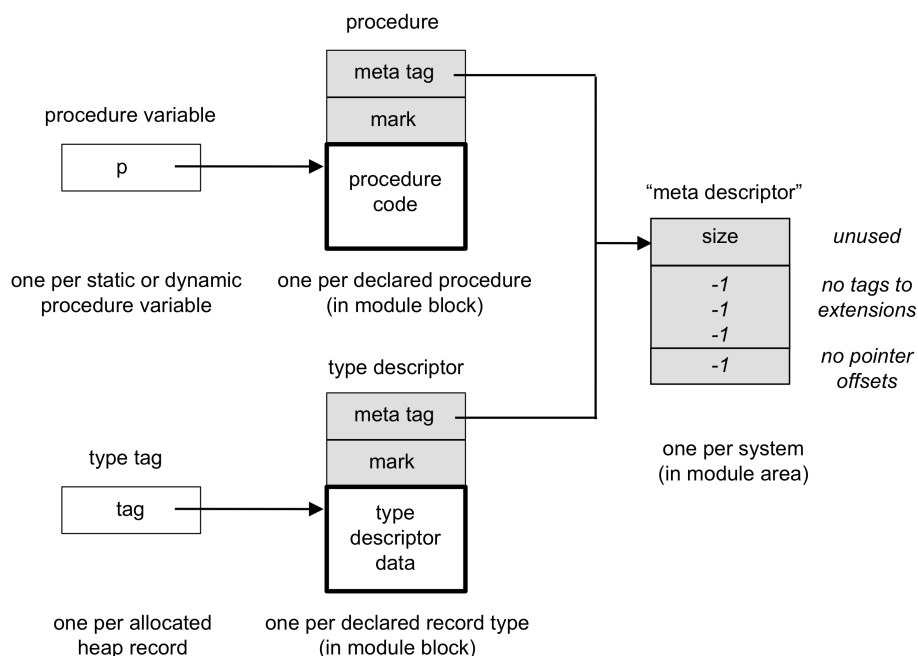 procedure
meta tag
mark
procedure variable
p
procedure
code
one per static or dynamic
procedure variable
one per declared procedure
(in module block)
“meta descriptor”
size
unused
-1
-1
-1
no tags to
extensions
-1
no pointer
offsets
one per system
(in module area)
type descriptor
meta tag
mark
type tag
tag
type
descriptor
data
one per allocated
heap record
one per declared record type
(in module block)